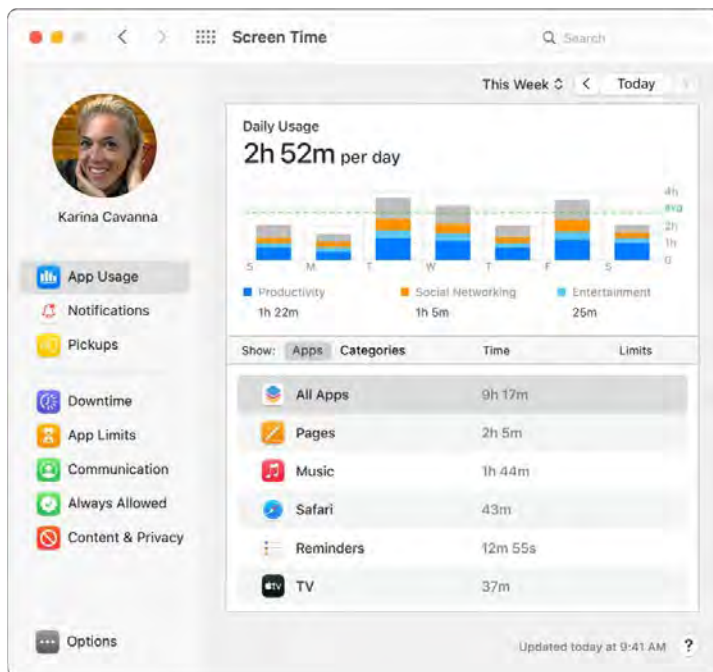 Screen Time
Search
This Week
Today
Karina Cavanna
App Usage
Notifications
Pickups
Downtime
App Limits
Communication
Always Allowed
Content & Privacy
Options
Daily Usage
2h 52m per day
4h
avg
2h
1h
0
S M T W T F S
Productivity Social Networking Entertainment
1h 22m 1h 5m 25m
Show: Apps Categories Time Limits
All Apps 9h 17m
Pages 2h 5m
Music 1h 44m
Safari 43m
Reminders 12m 55s
tv TV 37m
Updated today at 9:41 AM ?